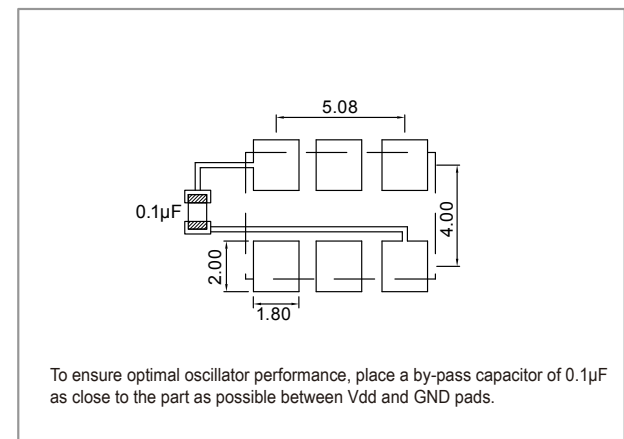 5.08
0.1µF
4.00
2.00
1.80
To ensure optimal oscillator performance, place a by-pass capacitor of 0.1µF
as close to the part as possible between Vdd and GND pads.